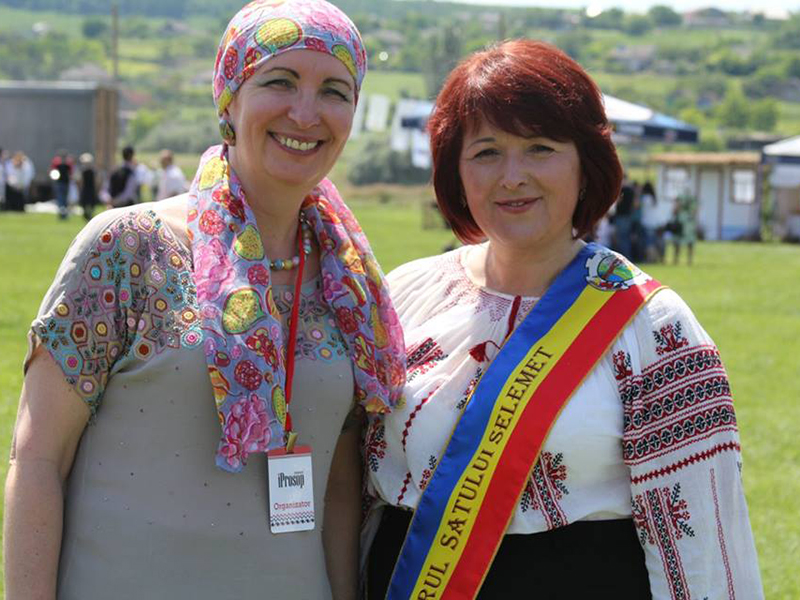 iProsop
Organizator
RUL SATULUI SELEMET